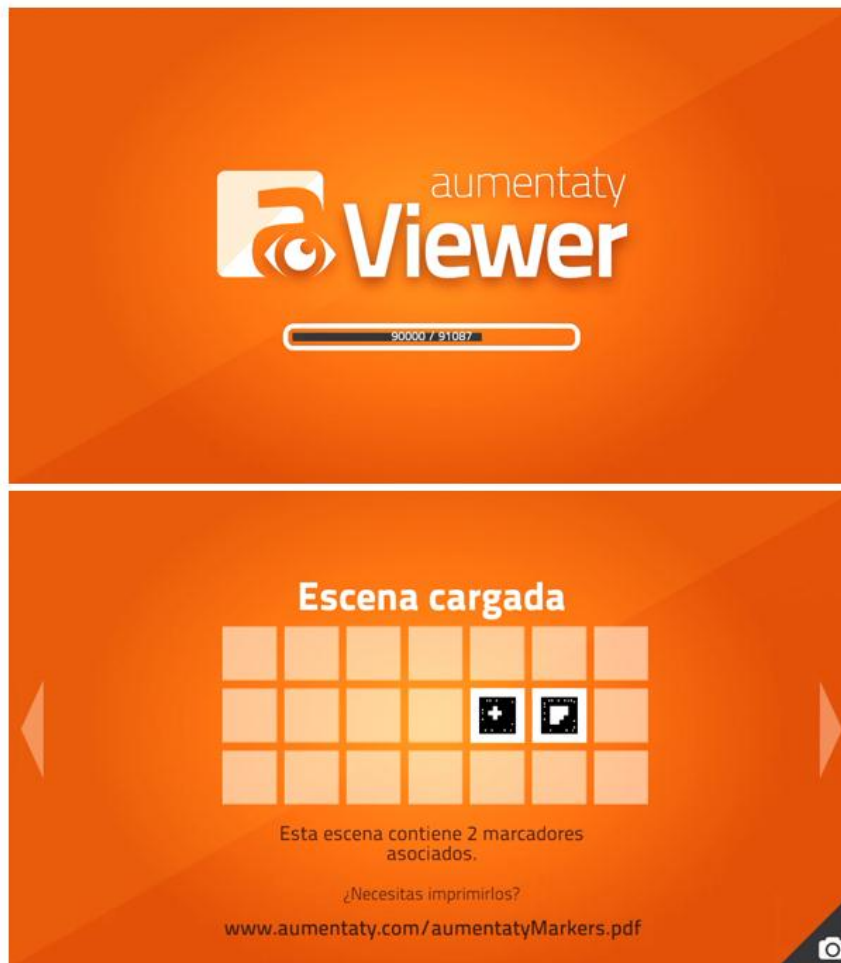 aumentaty
Viewer
90000 / 91087
Escena cargada
Esta escena contiene 2 marcadores
asociados.
¿Necesitas imprimirlos?
www.aumentaty.com/aumentatyMarkers.pdf